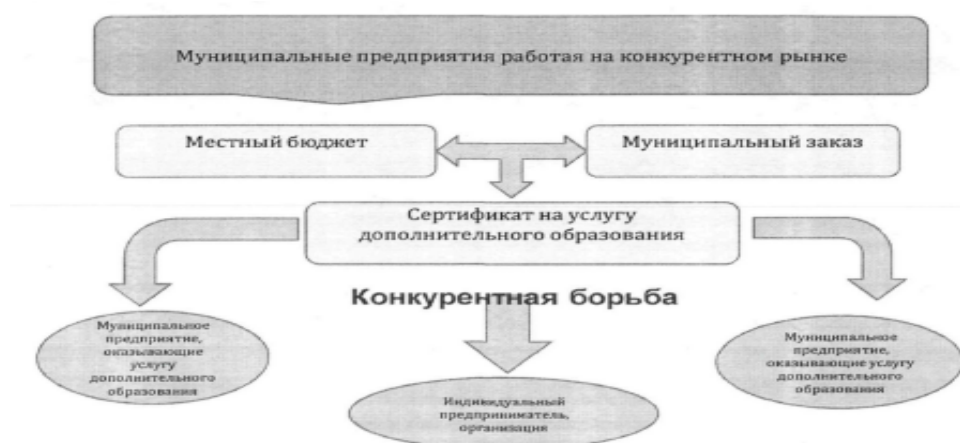 Муниципальные предприятия работая на конкурентном рынке
Местный бюджет
Муниципальный заказ
Сертификат на услугу
дополнительного образования
Конкурентная борьба
Муниципальное
предприятие,
оказывающие
услугу
дополнительного
образования
Индивидуальный
предприниматель,
организация
Муниципальное
предприятие,
оказывающие услугу
дополнительного
образования